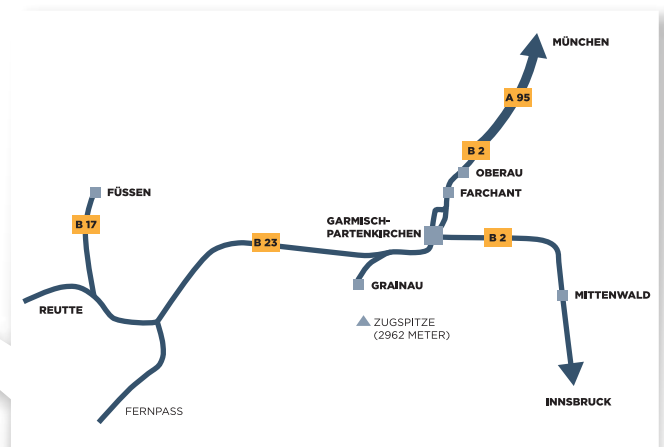 MÜNCHEN
A 95
B 2
OBERAU
FÜSSEN
FARCHANT
B 17
GARMISCH-
PARTENKIRCHEN
B 23
B 2
GRAINAU
MITTENWALD
REUTTE
ZUGSPITZE
(2962 METER)
INNSBRUCK
FERNPASS